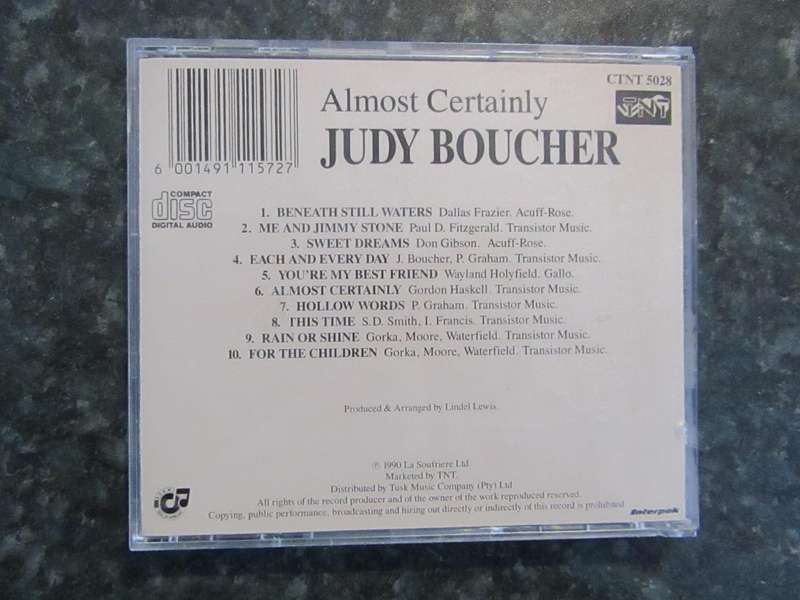 CTNT 5028
TNT
Almost Certainly
JUDY BOUCHER
6 001491 115727
COMPACT
disc
DIGITAL AUDIO
1. BENEATH STILL WATERS Dallas Frazier. Acuff-Rose.
2. ME AND JIMMY STONE Paul D. Fitzgerald. Transistor Music.
3. SWEET DREAMS Don Gibson. Acuff-Rose.
4. EACH AND EVERY DAY J. Boucher, P. Graham. Transistor Music.
5. YOU'RE MY BEST FRIEND Wayland Holyfield. Gallo.
6. ALMOST CERTAINLY Gordon Haskell. Transistor Music.
7. HOLLOW WORDS P. Graham. Transistor Music.
8. THIS TIME S.D. Smith, I. Francis. Transistor Music.
9. RAIN OR SHINE Gorka, Moore, Waterfield. Transistor Music.
10. FOR THE CHILDREN Gorka, Moore, Waterfield. Transistor Music.
Produced & Arranged by Lindel Lewis.
℗ 1990 La Soufriere Ltd
Marketed by TNT.
Distributed by Tusk Music Company (Pty) Ltd
All rights of the record producer and of the owner of the work reproduced reserved.
Copying, public performance, broadcasting and hiring out directly or indirectly of this record is prohibited
Interpak